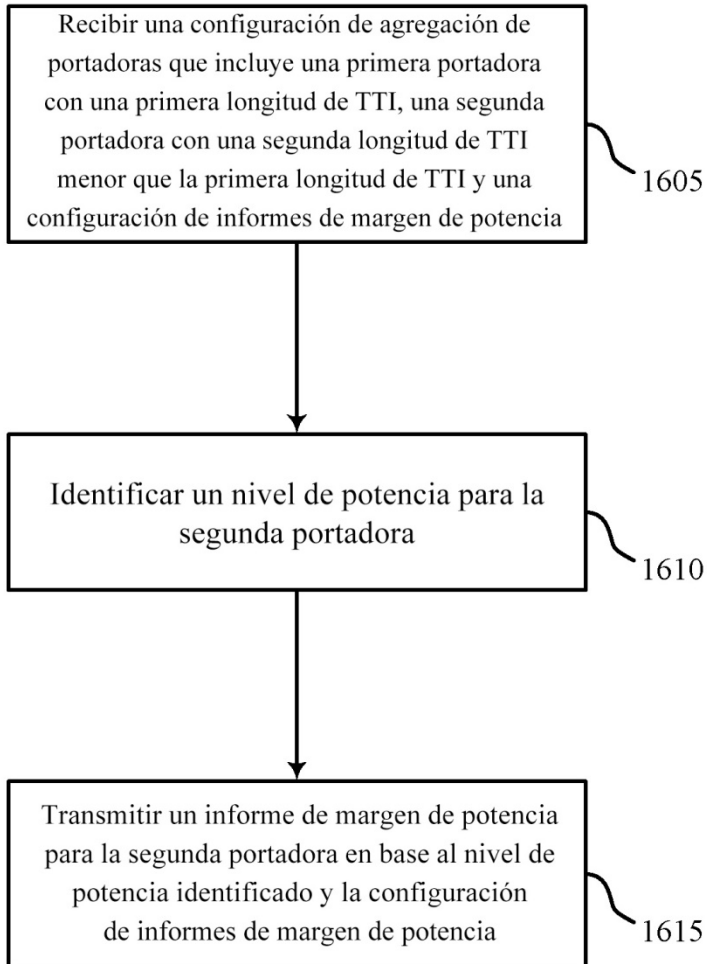 Recibir una configuración de agregación de
portadoras que incluye una primera portadora
con una primera longitud de TTI, una segunda
portadora con una segunda longitud de TTI
menor que la primera longitud de TTI y una
configuración de informes de margen de potencia
1605
Identificar un nivel de potencia para la
segunda portadora
1610
Transmitir un informe de margen de potencia
para la segunda portadora en base al nivel de
potencia identificado y la configuración
de informes de margen de potencia
1615